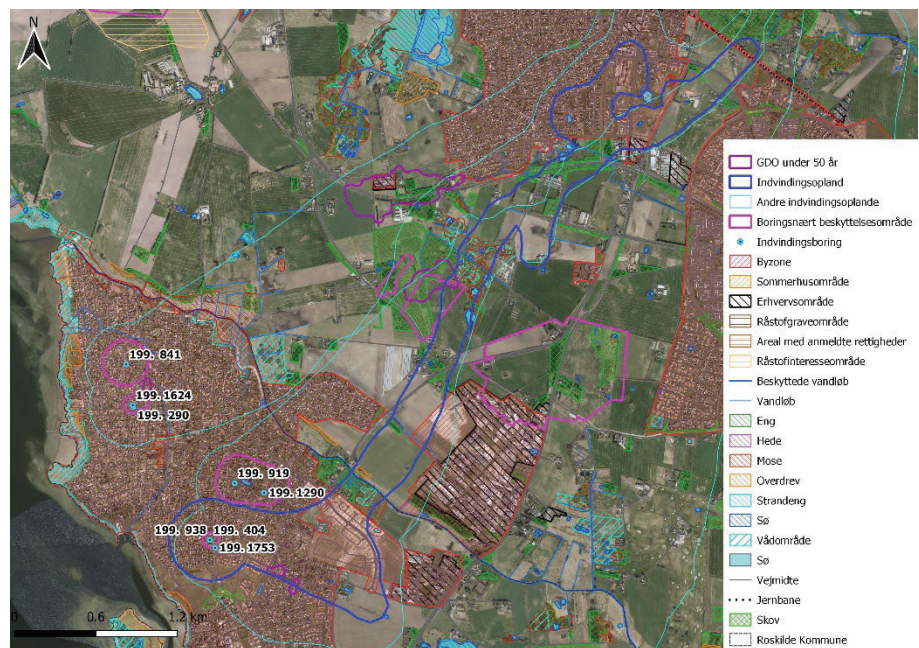 N
GDO under 50 år
Indvindingsopland
Andre indvindingsoplande
Boringsnært beskyttelsesområde
Indvindingsboring
Byzone
Sommerhusområde
Erhvervsområde
Råstofgraveområde
Areal med anmeldte rettigheder
Råstofinteresseområde
Beskyttede vandløb
Vandløb
Eng
Hede
Mose
Overdrev
Strandeng
Sø
Vådområde
Sø
Vejmidte
Jernbane
Skov
Roskilde Kommune
199. 841
199. 1624
199. 290
199. 919
199. 1290
199. 938 199. 404
199. 1753
0 0.6 1.2 km